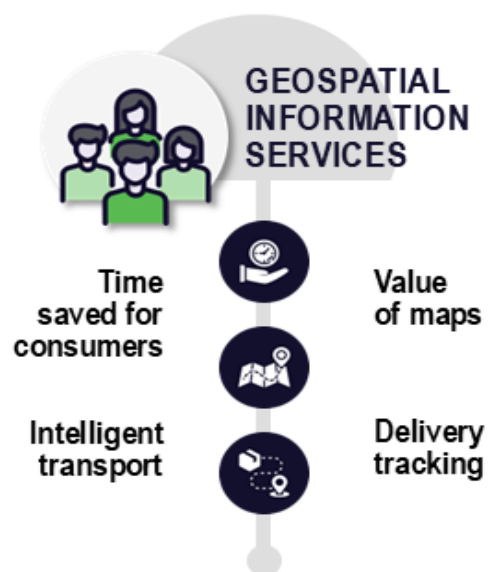 GEOSPATIAL
INFORMATION
SERVICES
Time
saved for
consumers
Value
of maps
Intelligent
transport
Delivery
tracking